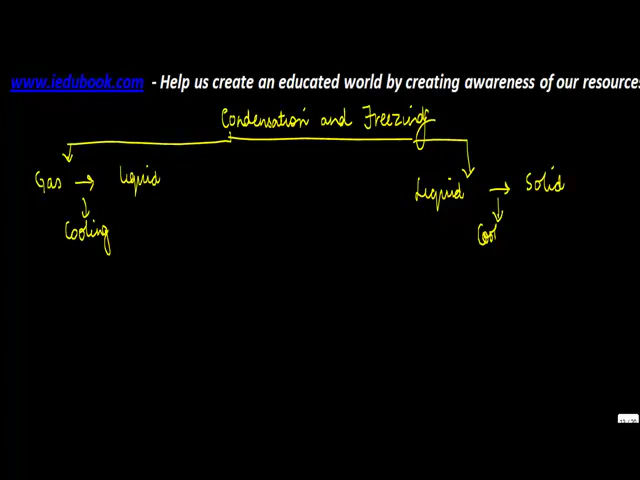 www.iedubook.com - Help us create an educated world by creating awareness of our resources
Condensation and Freezing
Gas → Liquid
Liquid → Solid
Cooling
Cool